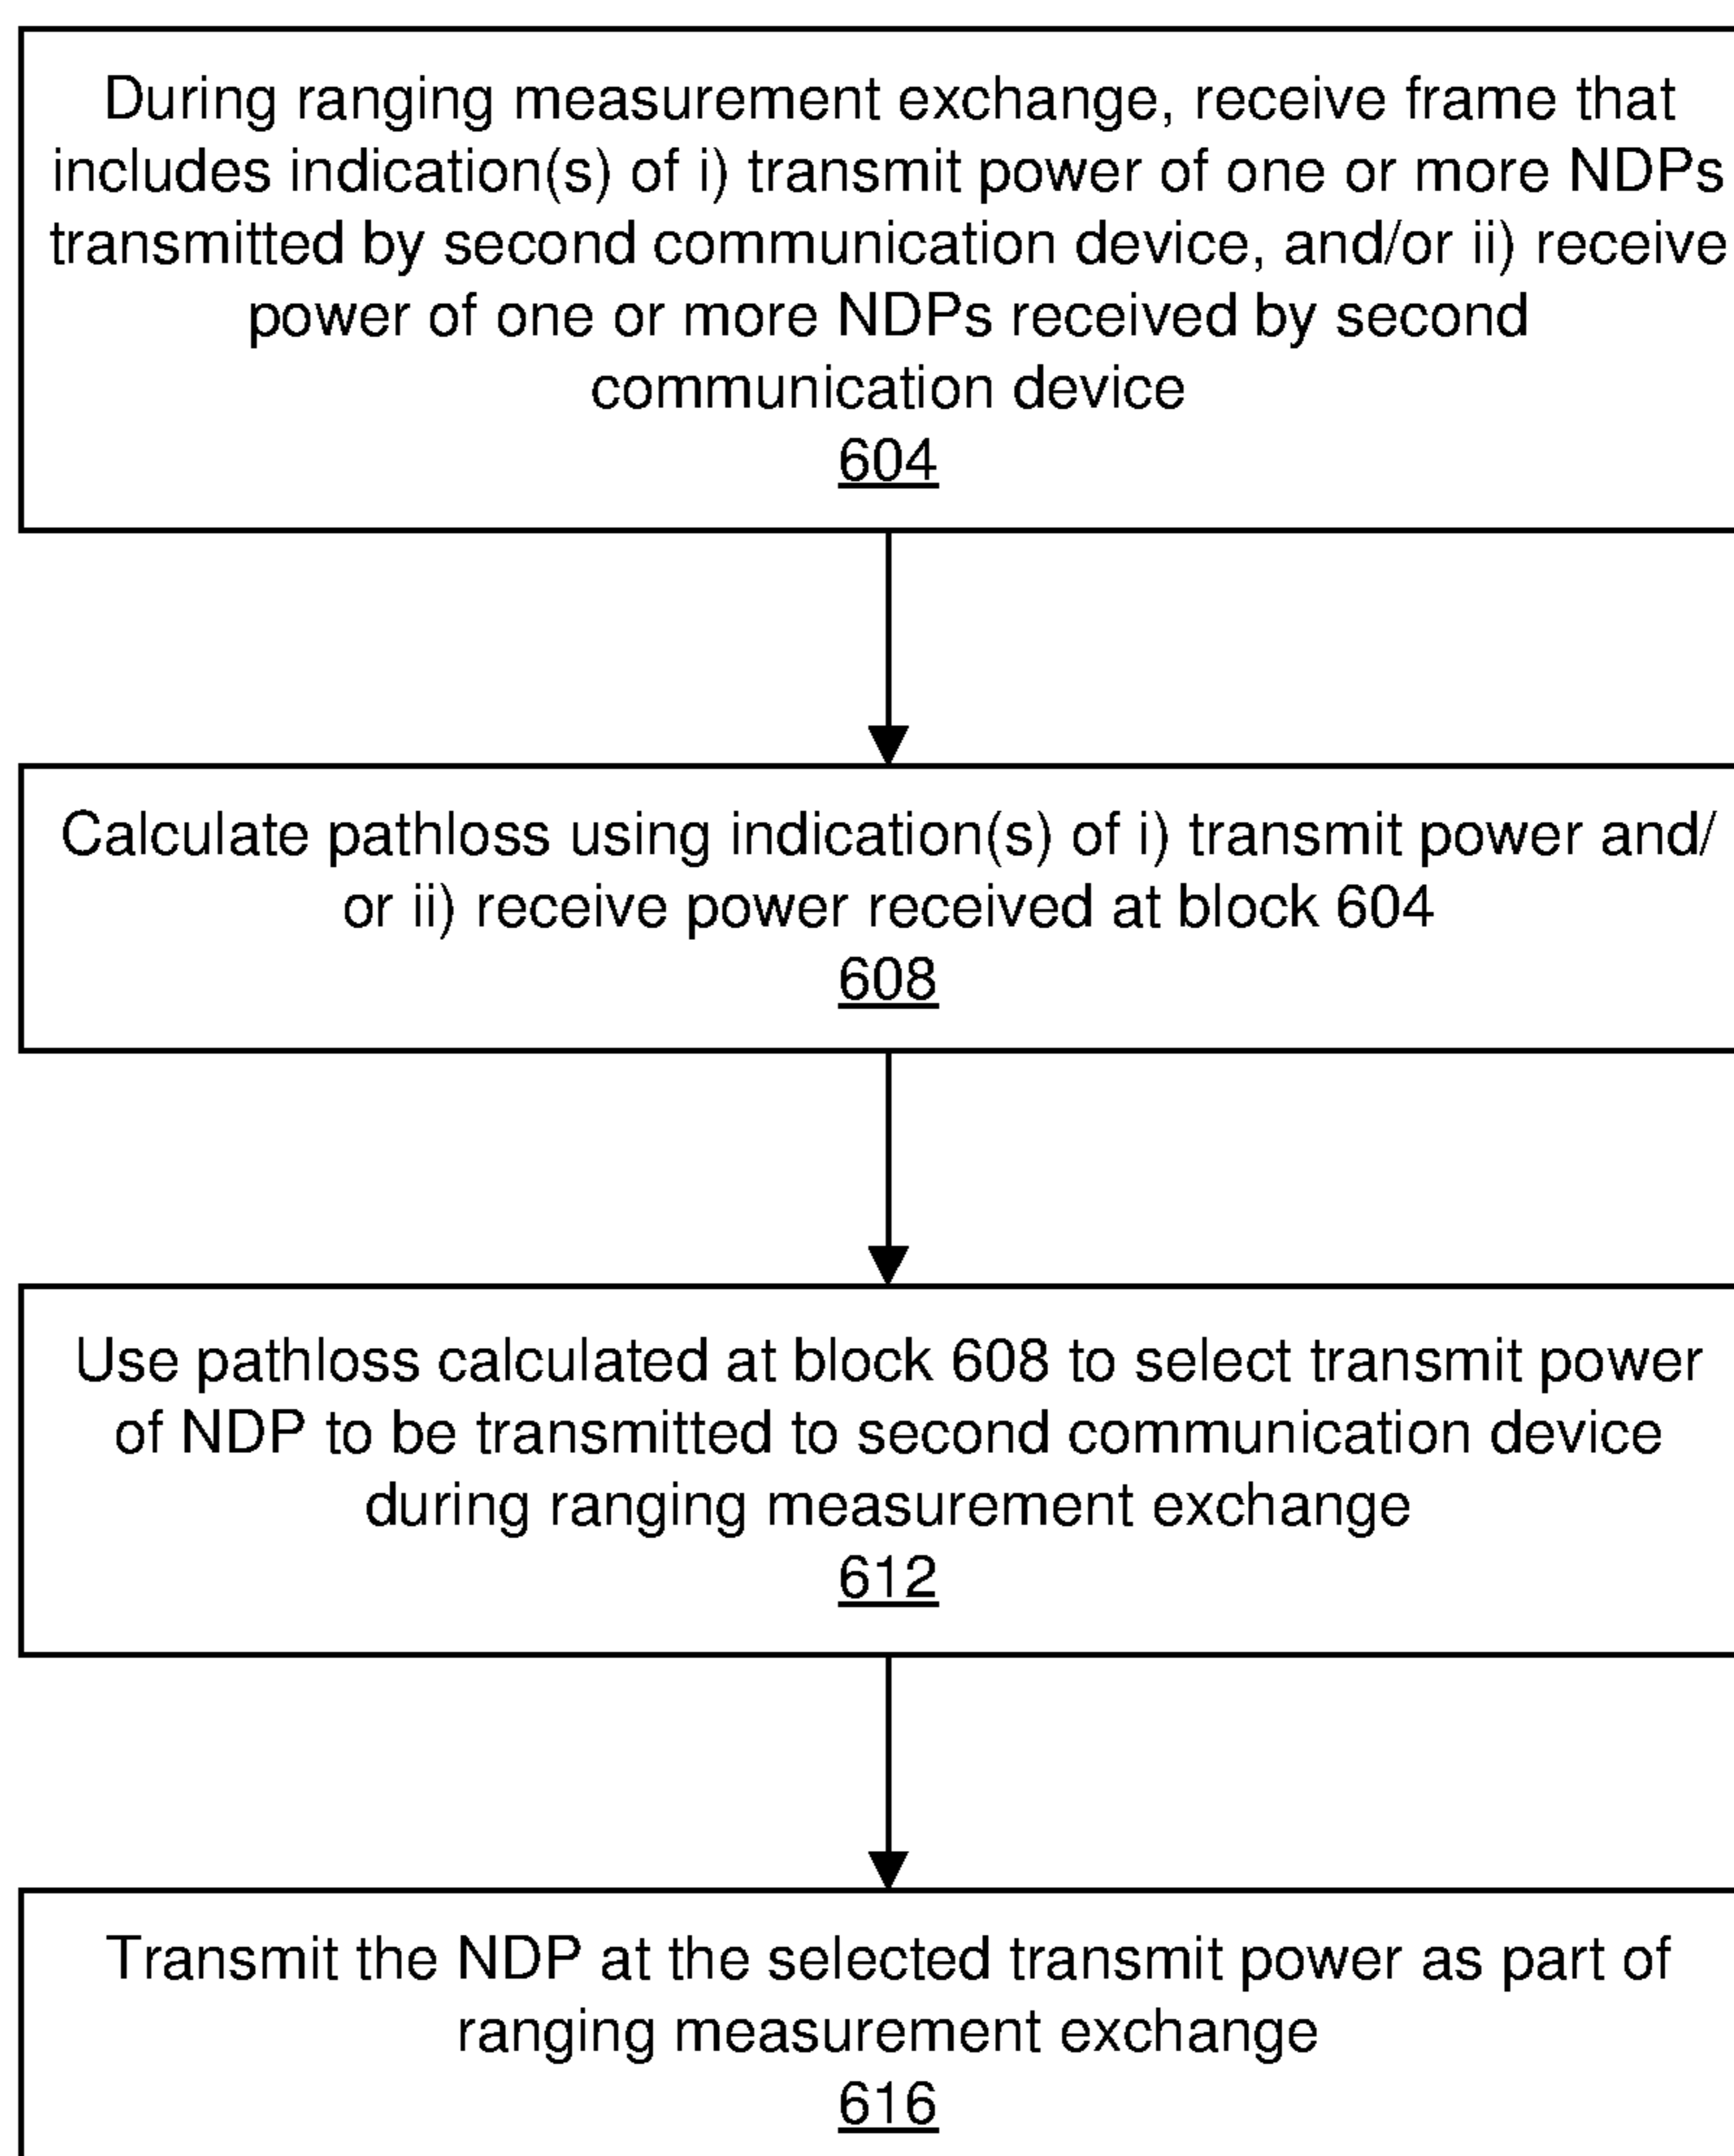 During ranging measurement exchange, receive frame that
includes indication(s) of i) transmit power of one or more NDPs
transmitted by second communication device, and/or ii) receive
power of one or more NDPs received by second
communication device
604
Calculate pathloss using indication(s) of i) transmit power and/
or ii) receive power received at block 604
608
Use pathloss calculated at block 608 to select transmit power
of NDP to be transmitted to second communication device
during ranging measurement exchange
612
Transmit the NDP at the selected transmit power as part of
ranging measurement exchange
616